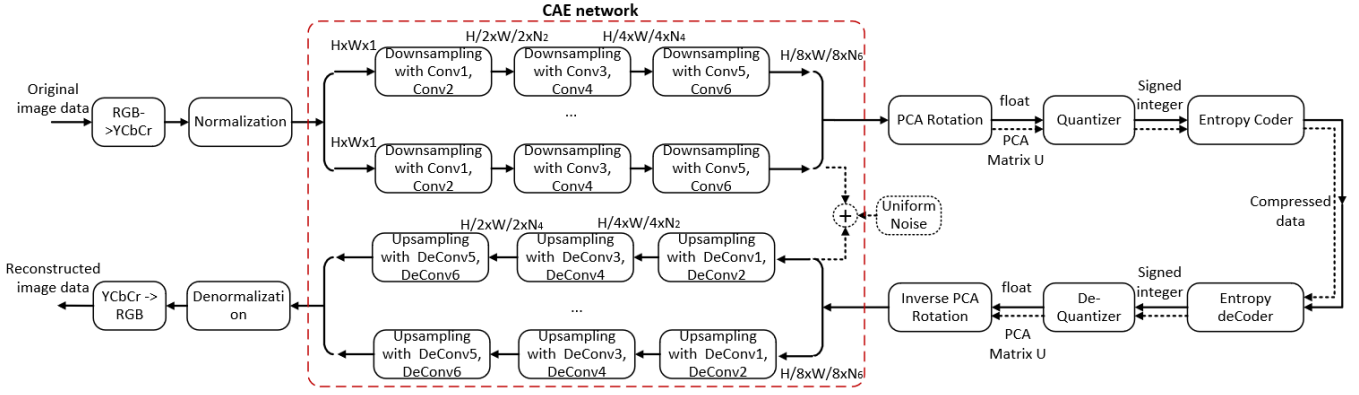 CAE network
HxWx1
H/2xW/2xN2
H/4xW/4xN4
H/8xW/8xN6
Original
image data
RGB-
>YCbCr
Normalization
Downsampling
with Conv1,
Conv2
Downsampling
with Conv3,
Conv4
Downsampling
with Conv5,
Conv6
...
HxWx1
Downsampling
with Conv1,
Conv2
Downsampling
with Conv3,
Conv4
Downsampling
with Conv5,
Conv6
PCA Rotation
float
PCA
Matrix U
Quantizer
Signed
integer
Entropy Coder
Compressed
data
+
Uniform
Noise
Reconstructed
image data
YCbCr ->
RGB
Denormalizati
on
H/2xW/2xN4
H/4xW/4xN2
Upsampling
with DeConv5,
DeConv6
Upsampling
with DeConv3,
DeConv4
Upsampling
with DeConv1,
DeConv2
...
Upsampling
with DeConv5,
DeConv6
Upsampling
with DeConv3,
DeConv4
Upsampling
with DeConv1,
DeConv2
H/8xW/8xN6
Inverse PCA
Rotation
float
PCA
Matrix U
De-
Quantizer
Signed
integer
Entropy
deCoder